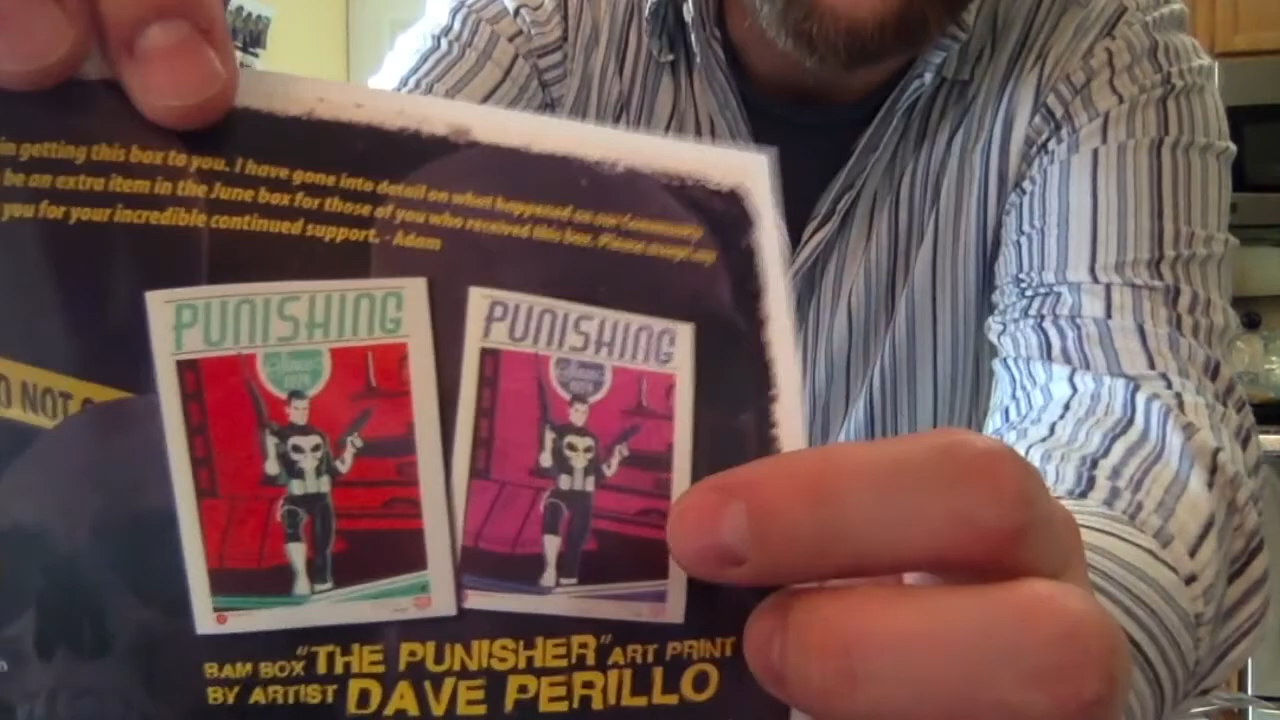 in getting this box to you. I have gone into detail on what happened on our Community
be an extra item in the June box for those of you who received this box. Please accept my
you for your incredible continued support. - Adam
PUNISHING
PUNISHING
NOT
BAM BOX "THE PUNISHER" ART PRINT
BY ARTIST DAVE PERILLO